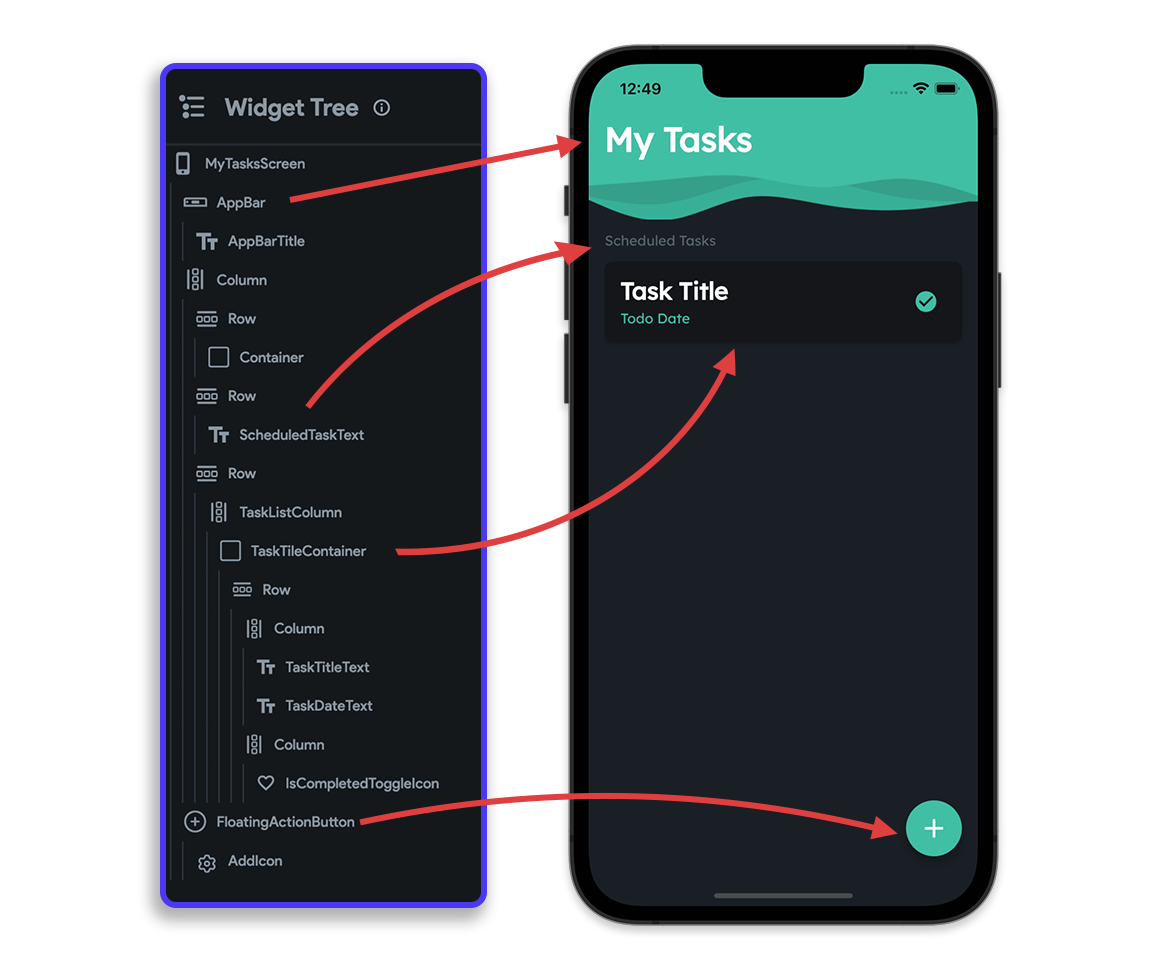 Widget Tree
MyTasksScreen
AppBar
AppBarTitle
Column
Row
Container
Row
ScheduledTaskText
Row
TaskListColumn
TaskTileContainer
Row
Column
TaskTitleText
TaskDateText
Column
IsCompletedToggleIcon
FloatingActionButton
AddIcon
12:49
My Tasks
Scheduled Tasks
Task Title
Todo Date